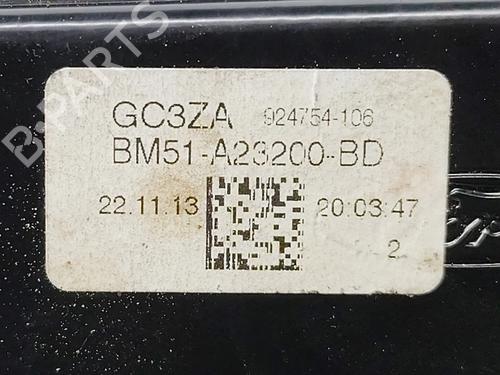 GC3ZA 924754-106
BM51-A23200-BD
22.11.13 20:03:47
2
B-PARTS